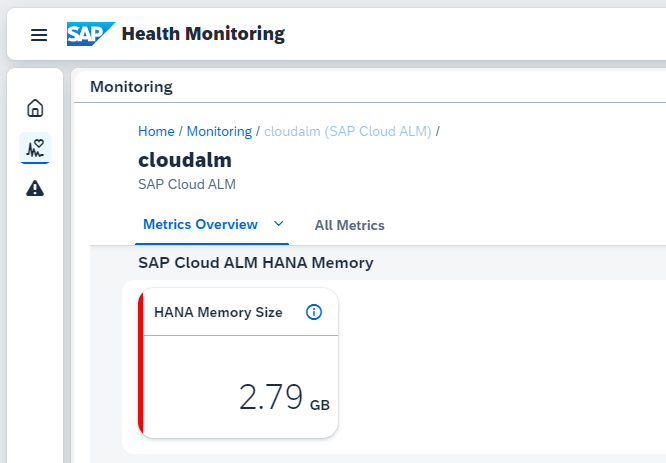 SAP Health Monitoring
Monitoring
Home / Monitoring / cloudalm (SAP Cloud ALM) /
cloudalm
SAP Cloud ALM
Metrics Overview All Metrics
SAP Cloud ALM HANA Memory
HANA Memory Size
2.79 GB